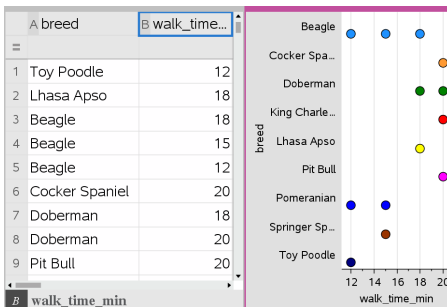 A breed B walk_time...
=
1 Toy Poodle 12
2 Lhasa Apso 18
3 Beagle 18
4 Beagle 15
5 Beagle 12
6 Cocker Spaniel 20
7 Doberman 18
8 Doberman 20
9 Pit Bull 20
B walk_time_min
breed
Beagle
Cocker Spa...
Doberman
King Charle...
Lhasa Apso
Pit Bull
Pomeranian
Springer Sp...
Toy Poodle
12 14 16 18 20
walk_time_min